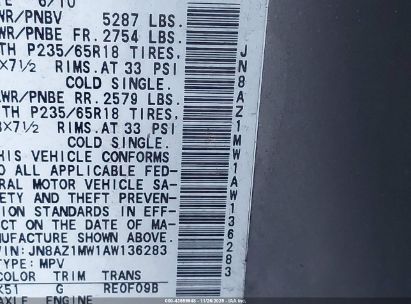 E 6/10
WR/PNBV 5287 LBS.
WR/PNBE FR. 2754 LBS.
TH P235/65R18 TIRES,
X7½ RIMS.AT 33 PSI
COLD SINGLE.
WR/PNBE RR. 2579 LBS.
TH P235/65R18 TIRES,
X7½ RIMS.AT 33 PSI
COLD SINGLE.
HIS VEHICLE CONFORMS
O ALL APPLICABLE FED-
RAL MOTOR VEHICLE SA-
ETY AND THEFT PREVEN-
ION STANDARDS IN EFF-
CT ON THE DATE OF MA-
UFACTURE SHOWN ABOVE.
IN:JN8AZ1MW1AW136283
TYPE: MPV
COLOR TRIM TRANS
K51 G RE0F09B
AXLE ENGINE
JN8AZ1MW1AW136283